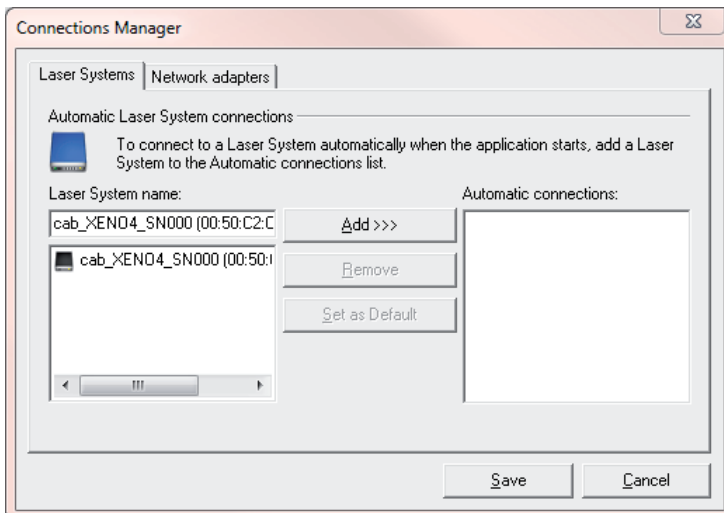 Connections Manager
Laser Systems
Network adapters
Automatic Laser System connections
To connect to a Laser System automatically when the application starts, add a Laser
System to the Automatic connections list.
Laser System name:
Automatic connections:
cab_XENO4_SN000 (00:50:C2:C
Add >>>
cab_XENO4_SN000 (00:50:
Remove
Set as Default
Save
Cancel